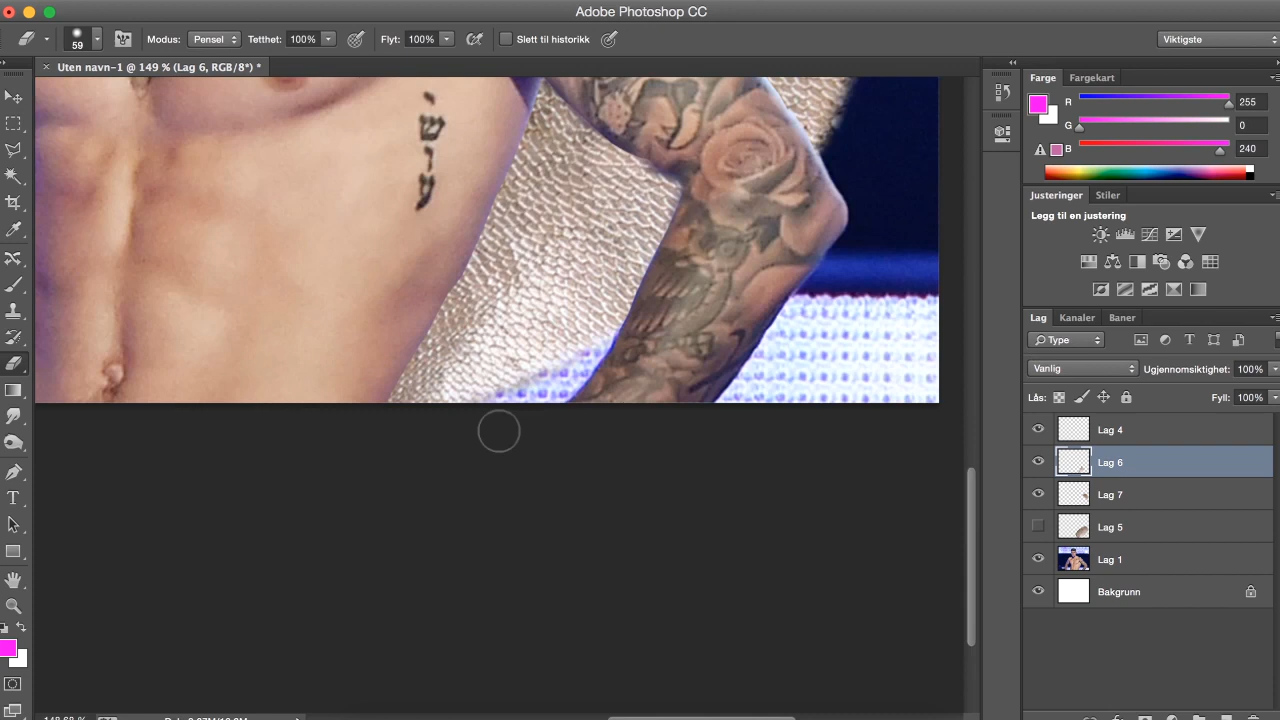 Adobe Photoshop CC
59
Modus: Pensel Tetthet: 100% Flyt: 100% Slett til historikk Viktigste
Uten navn-1 @ 149 % (Lag 6, RGB/8*) *
Farge Fargekart
R 255
G 0
B 240
Justeringer Stiler
Legg til en justering
Lag Kanaler Baner
Type
Vanlig Ugjennomsiktighet: 100%
Lås: Fyll: 100%
Lag 4
Lag 6
Lag 7
Lag 5
Lag 1
Bakgrunn